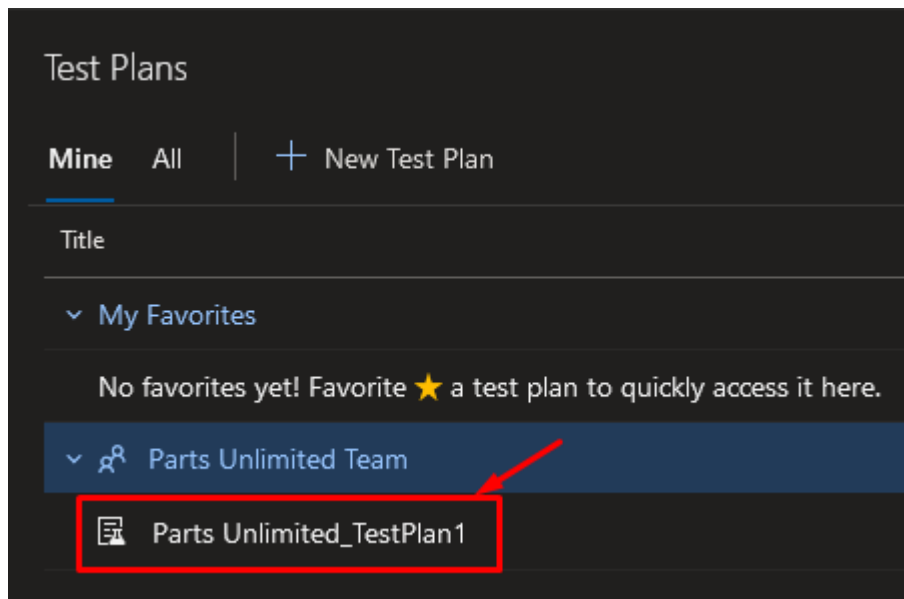 Test Plans
Mine All New Test Plan
Title
My Favorites
No favorites yet! Favorite ⭐ a test plan to quickly access it here.
Parts Unlimited Team
Parts Unlimited_TestPlan1